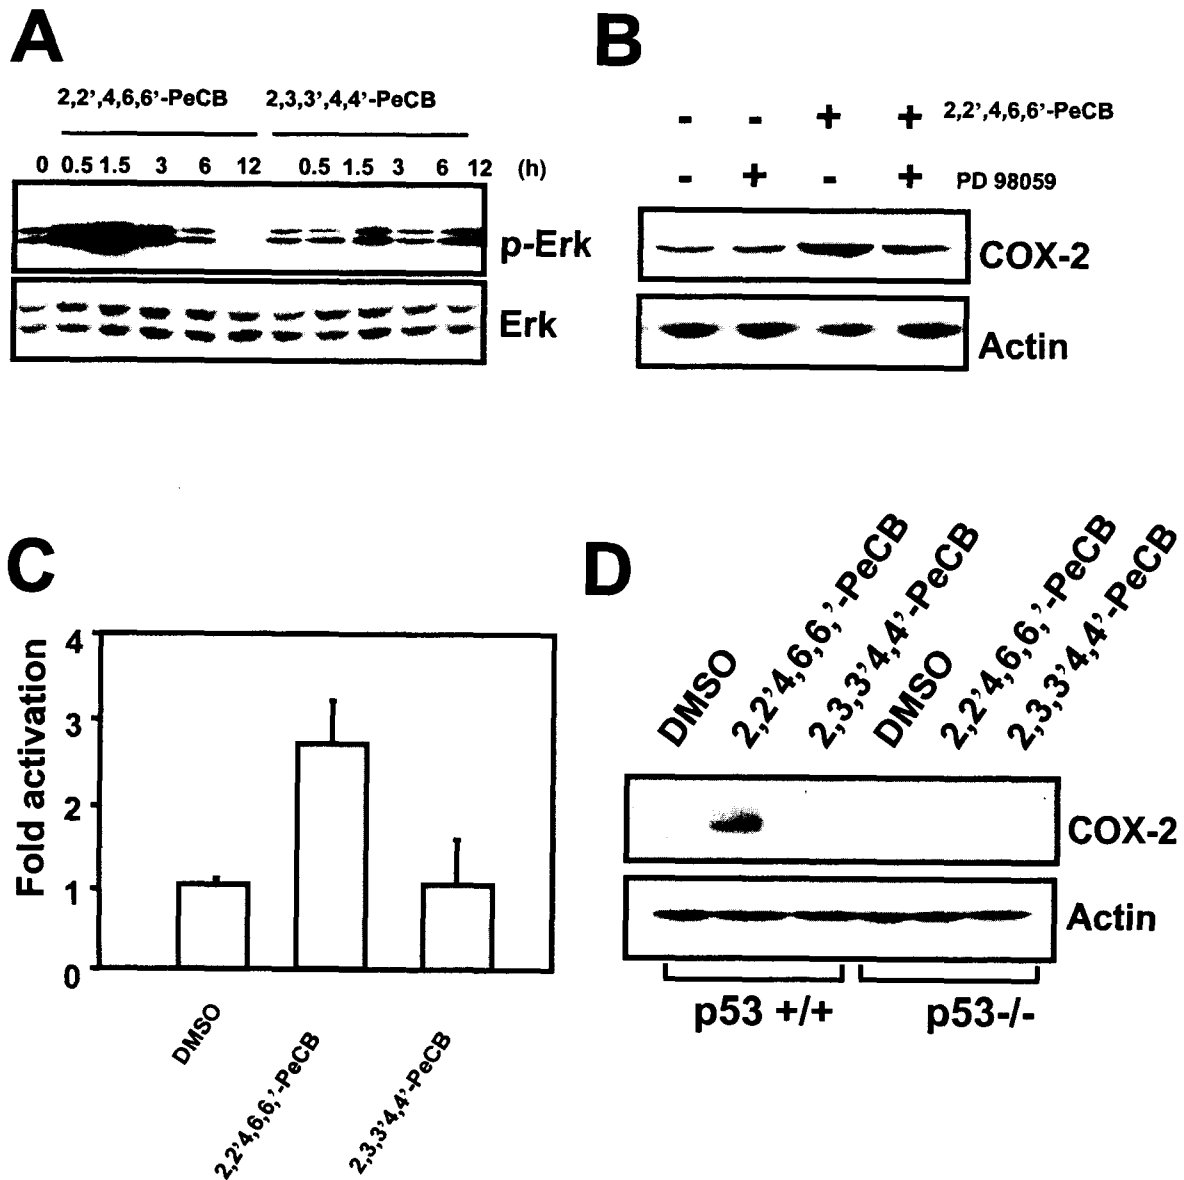 A
2,2',4,6,6'-PeCB 2,3,3',4,4'-PeCB
0 0.5 1.5 3 6 12 0.5 1.5 3 6 12 (h)
p-Erk
Erk
B
- - + + 2,2',4,6,6'-PeCB
- + - + PD 98059
COX-2
Actin
C
Fold activation
4
3
2
1
0
DMSO
2,2'4,6,6,'-PeCB
2,3,3'4,4'-PeCB
D
DMSO
2,2'4,6,6,'-PeCB
2,3,3'4,4'-PeCB
DMSO
2,2'4,6,6,'-PeCB
2,3,3'4,4'-PeCB
COX-2
Actin
p53 +/+ p53-/-